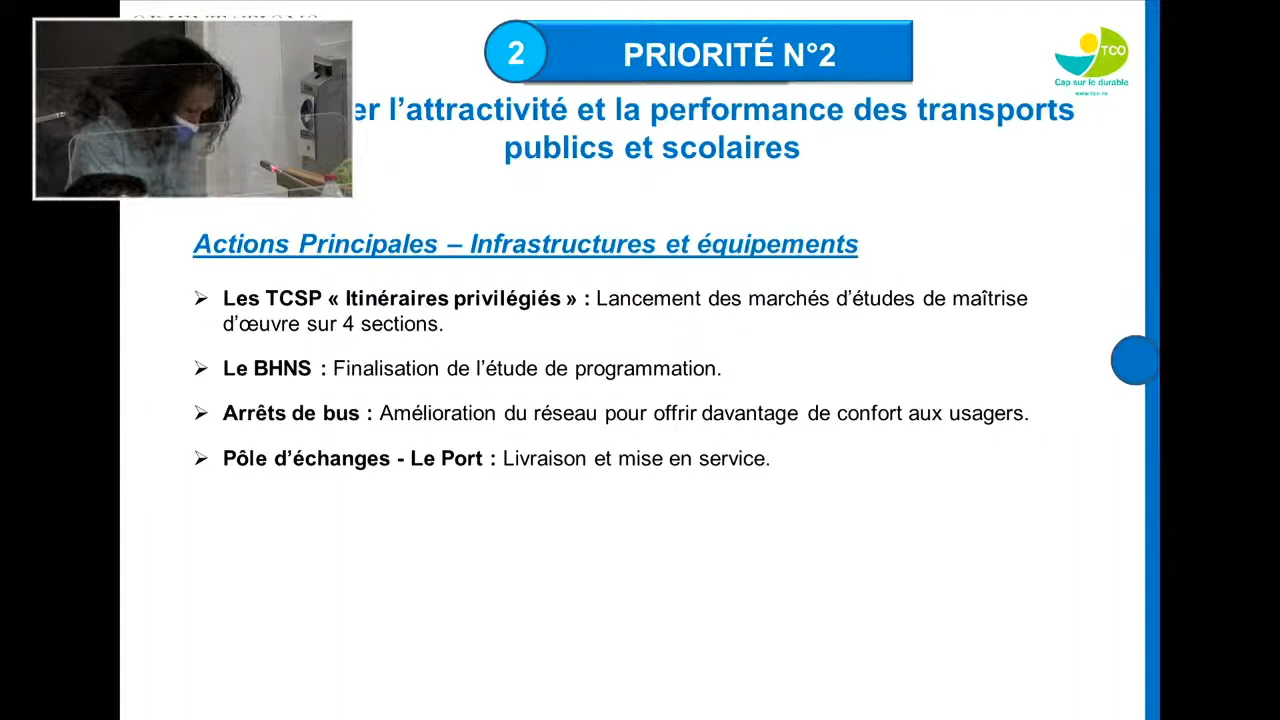 2
PRIORITÉ N°2
TCO
Cap sur le durable
www.tco.re
l’attractivité et la performance des transports
publics et scolaires
Actions Principales – Infrastructures et équipements
➢ Les TCSP « Itinéraires privilégiés » : Lancement des marchés d’études de maîtrise
d’œuvre sur 4 sections.
➢ Le BHNS : Finalisation de l’étude de programmation.
➢ Arrêts de bus : Amélioration du réseau pour offrir davantage de confort aux usagers.
➢ Pôle d’échanges - Le Port : Livraison et mise en service.